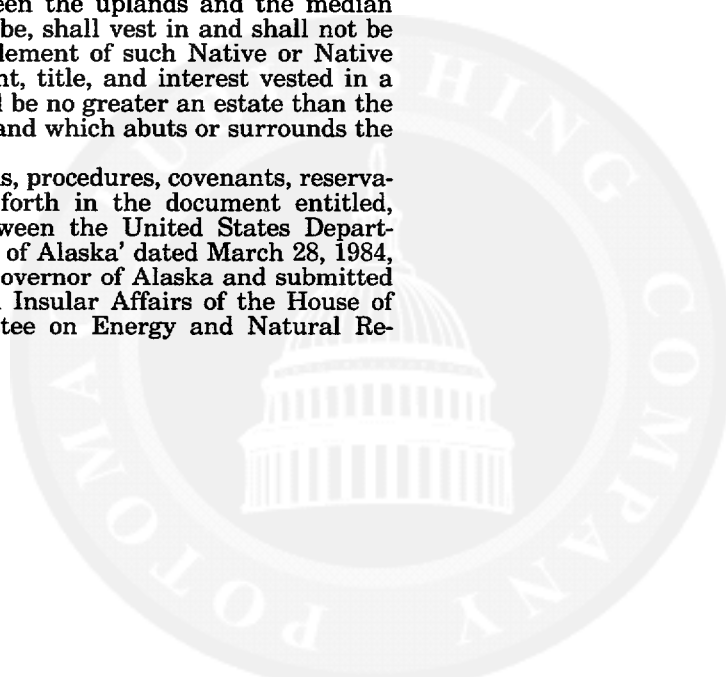 een the uplands and the median
be, shall vest in and shall not be
lement of such Native or Native
nt, title, and interest vested in a
l be no greater an estate than the
and which abuts or surrounds the
s, procedures, covenants, reserva-
forth in the document entitled,
ween the United States Depart-
of Alaska' dated March 28, 1984,
overnor of Alaska and submitted
Insular Affairs of the House of
tee on Energy and Natural Re-
POTOMAC PUBLISHING COMPANY